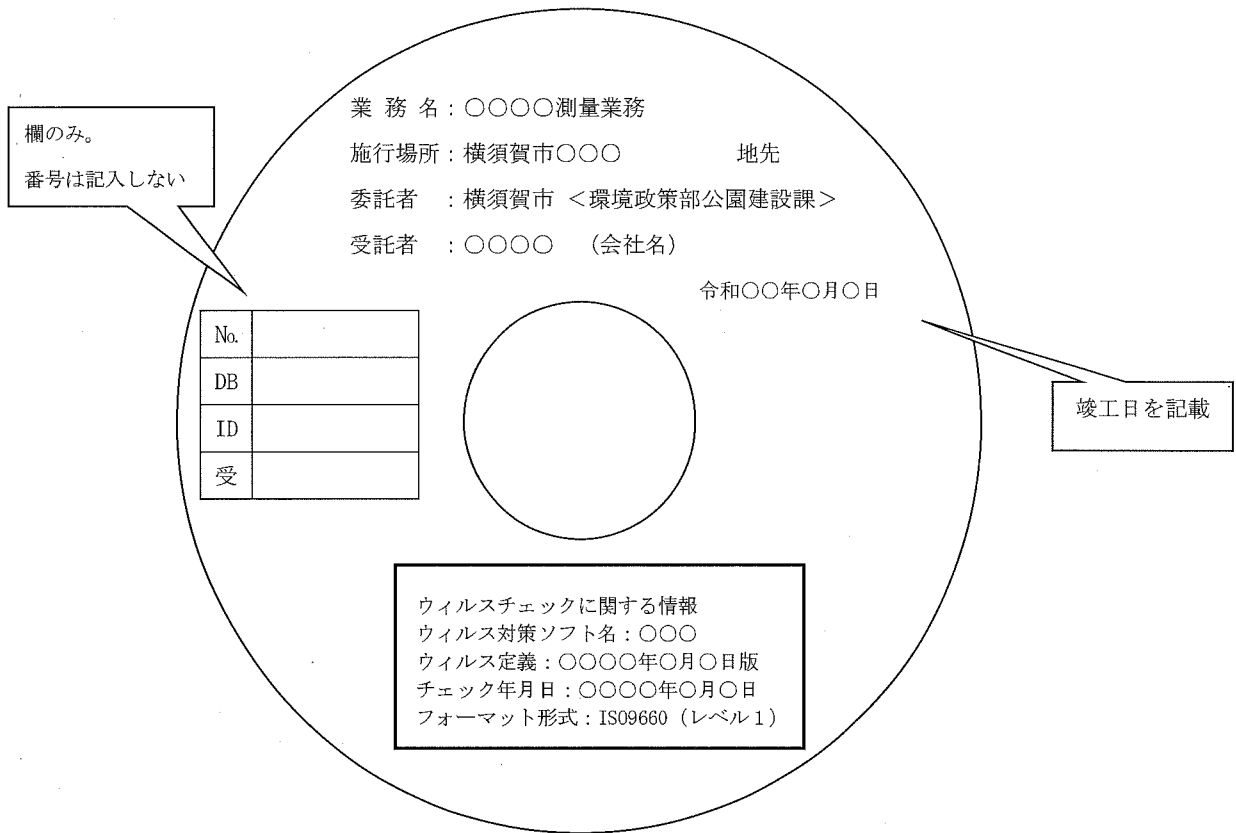 業 務 名：○○○○測量業務
施行場所：横須賀市○○○　　　地先
委託者　：横須賀市 ＜環境政策部公園建設課＞
受託者　：○○○○　（会社名）
令和○○年○月○日
欄のみ。
番号は記入しない
No.
DB
ID
受
竣工日を記載
ウィルスチェックに関する情報
ウィルス対策ソフト名：○○○
ウィルス定義：○○○○年○月○日版
チェック年月日：○○○○年○月○日
フォーマット形式：ISO9660（レベル１）